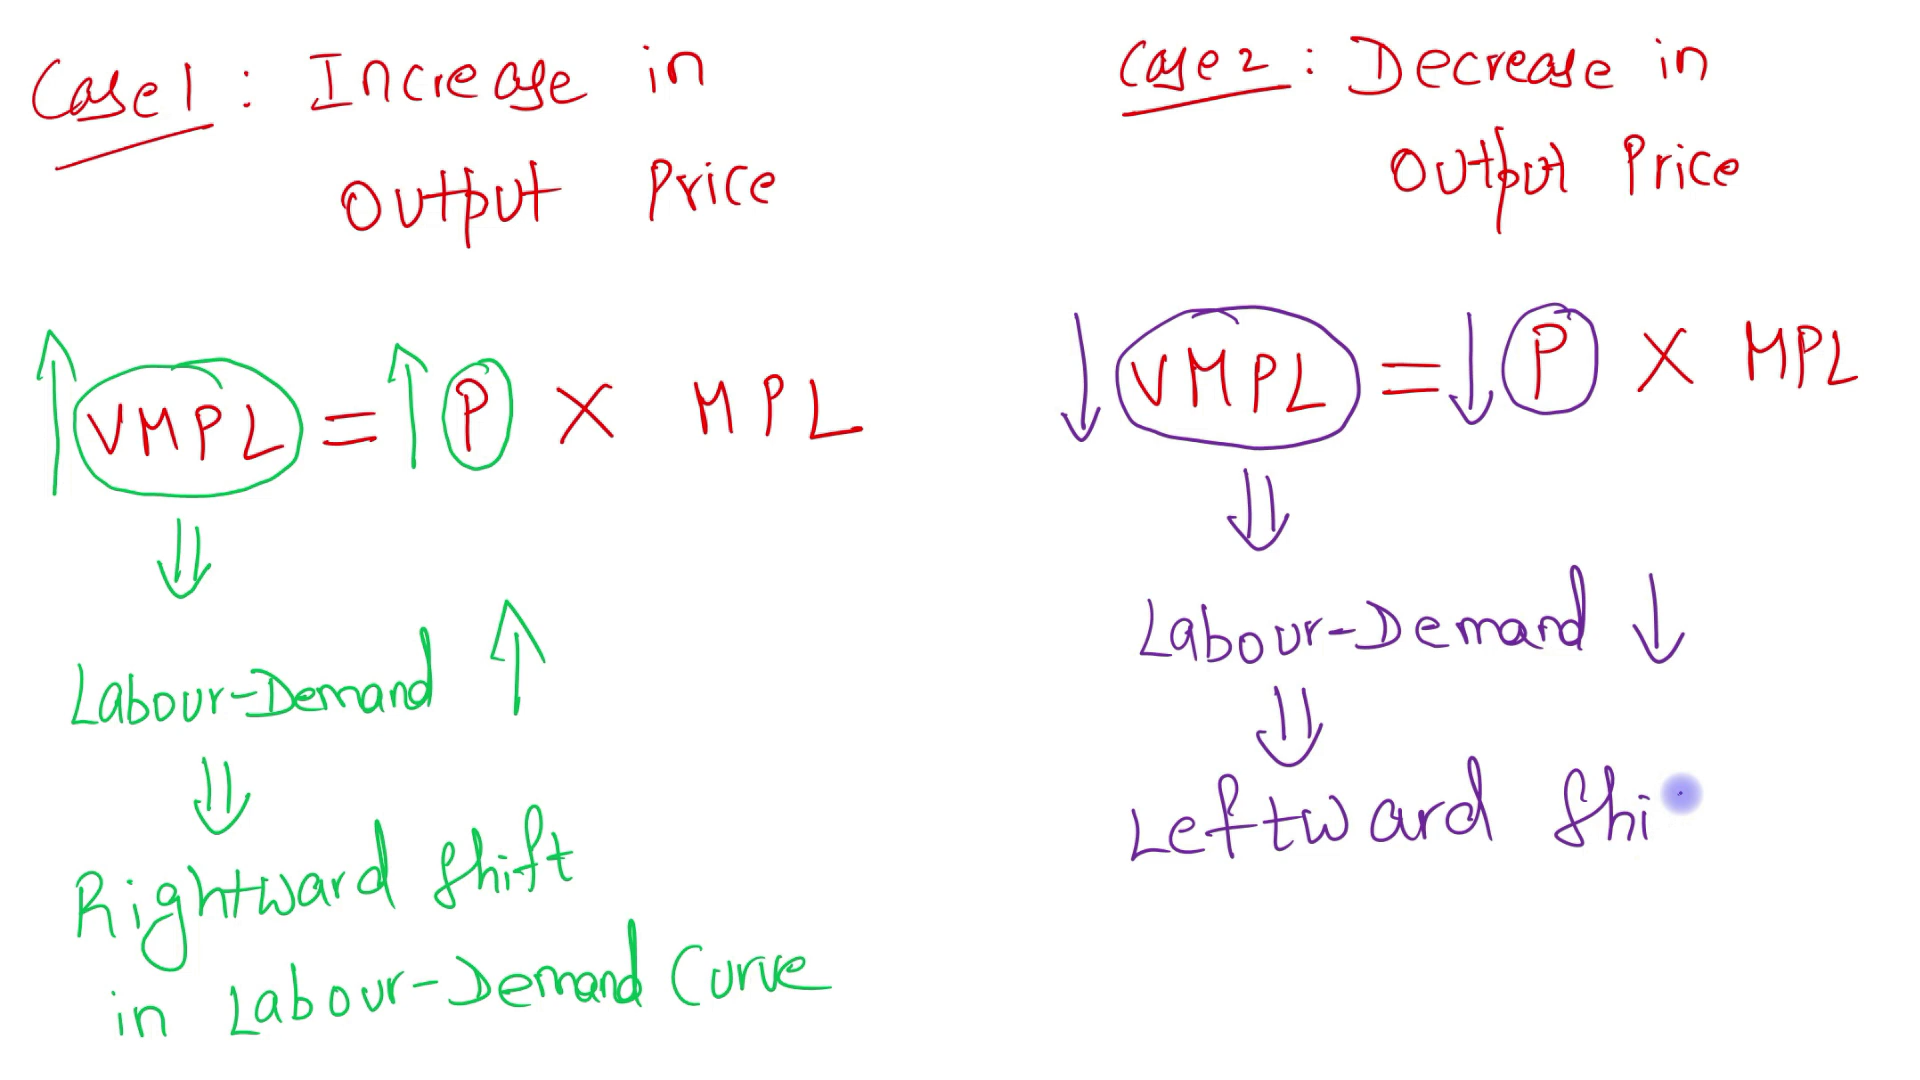 Case 1 : Increase in
Output Price
↑ VMPL = ↑ P × MPL
⇓
Labour-Demand ↑
⇓
Rightward Shift
in Labour-Demand Curve
Case 2 : Decrease in
Output Price
↓ VMPL = ↓ P × MPL
⇓
Labour-Demand ↓
⇓
Leftward Shi